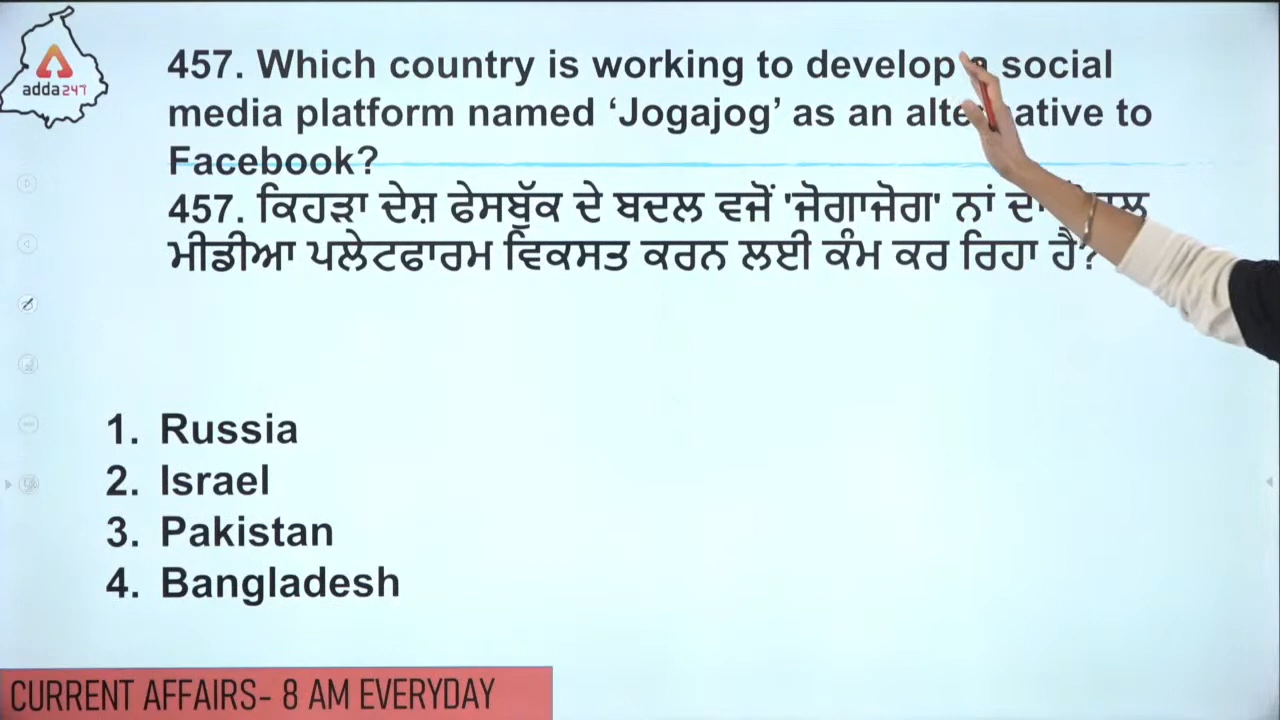 adda247
457. Which country is working to develop a social
media platform named ‘Jogajog’ as an to
Facebook?
457. ਕਿਹੜਾ ਦੇਸ਼ ਫੇਸਬੁੱਕ ਦੇ ਬਦਲ ਵਜੋਂ 'ਜੋਗਾਜੋਗ' ਨਾਂ ਦਾ
ਮੀਡੀਆ ਪਲੇਟਫਾਰਮ ਵਿਕਸਤ ਕਰਨ ਲਈ ਕੰਮ ਕਰ ਰਿਹਾ ਹੈ?
1. Russia
2. Israel
3. Pakistan
4. Bangladesh
CURRENT AFFAIRS- 8 AM EVERYDAY